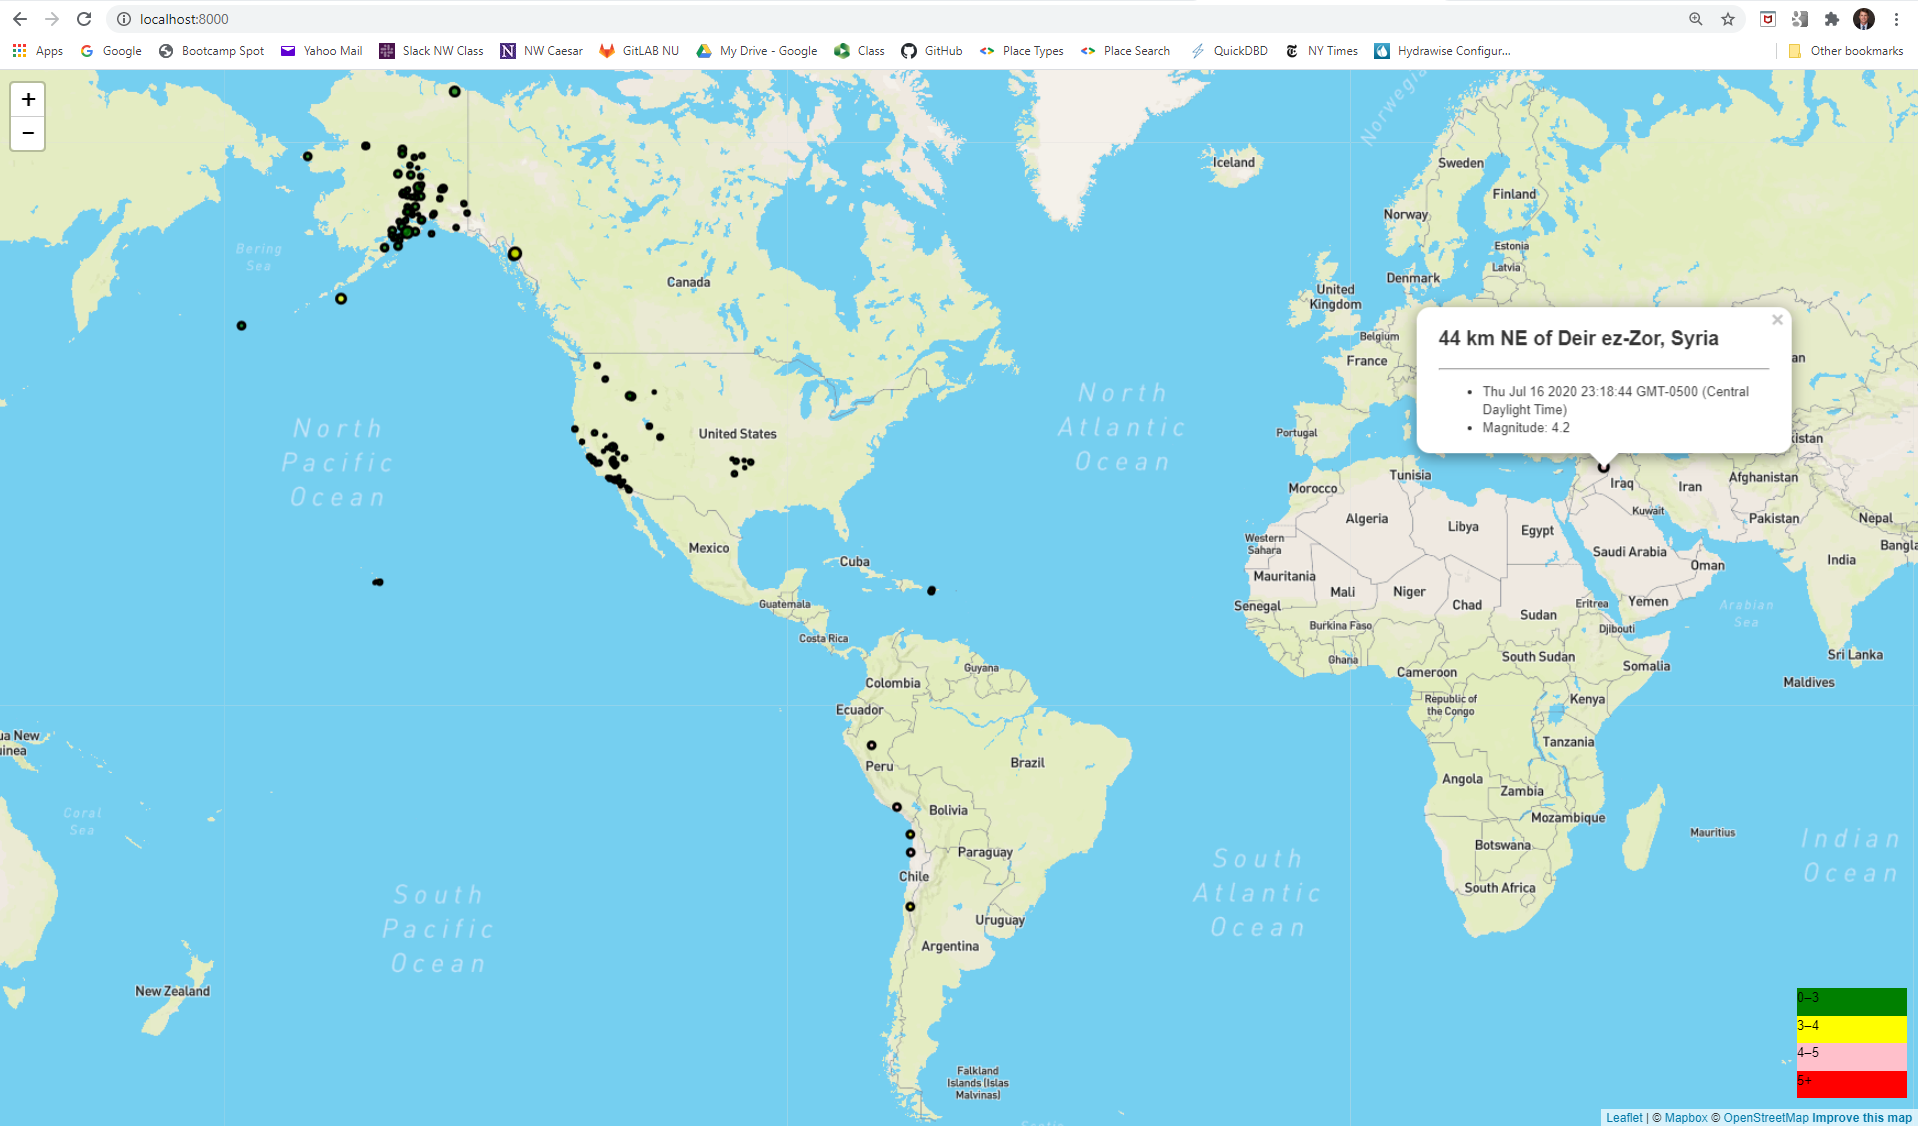 localhost:8000
Apps
Google
Bootcamp Spot
Yahoo Mail
Slack NW Class
NW Caesar
GitLAB NU
My Drive - Google
Class
GitHub
Place Types
Place Search
QuickDBD
NY Times
Hydrawise Configur...
Other bookmarks
+
−
Norwegia
Iceland
Sweden
Finland
Norway
Estonia
Latvia
Denmark
Bering
Sea
Canada
United
Kingdom
Belgium
France
44 km NE of Deir ez-Zor, Syria
×
Thu Jul 16 2020 23:18:44 GMT-0500 (Central
Daylight Time)
Magnitude: 4.2
an
istan
North
Pacific
Ocean
United States
North
Atlantic
Ocean
Portugal
Tunisia
Morocco
Iraq
Iran
Afghanistan
Kuwait
Pakistan
Nepal
Algeria
Libya
Egypt
Western
Sahara
Saudi Arabia
Bangla
India
Oman
Mexico
Cuba
Mauritania
Mali
Niger
Chad
Sudan
Eritrea
Yemen
Arabian
Sea
Guatemala
Senegal
Burkina Faso
Djibouti
Costa Rica
Ghana
South Sudan
Somalia
Sri Lanka
Guyana
Colombia
Cameroon
Maldives
Ecuador
Republic of
the Congo
Kenya
ua New
uinea
Tanzania
Peru
Brazil
Angola
Zambia
Coral
Sea
Bolivia
Mozambique
Mauritius
Indian
Ocean
Botswana
Paraguay
South
Atlantic
Ocean
Chile
South Africa
South
Pacific
Ocean
Uruguay
Argentina
New Zealand
0–3
3–4
4–5
5+
Falkland
Islands (Islas
Malvinas)
Leaflet | © Mapbox © OpenStreetMap Improve this map